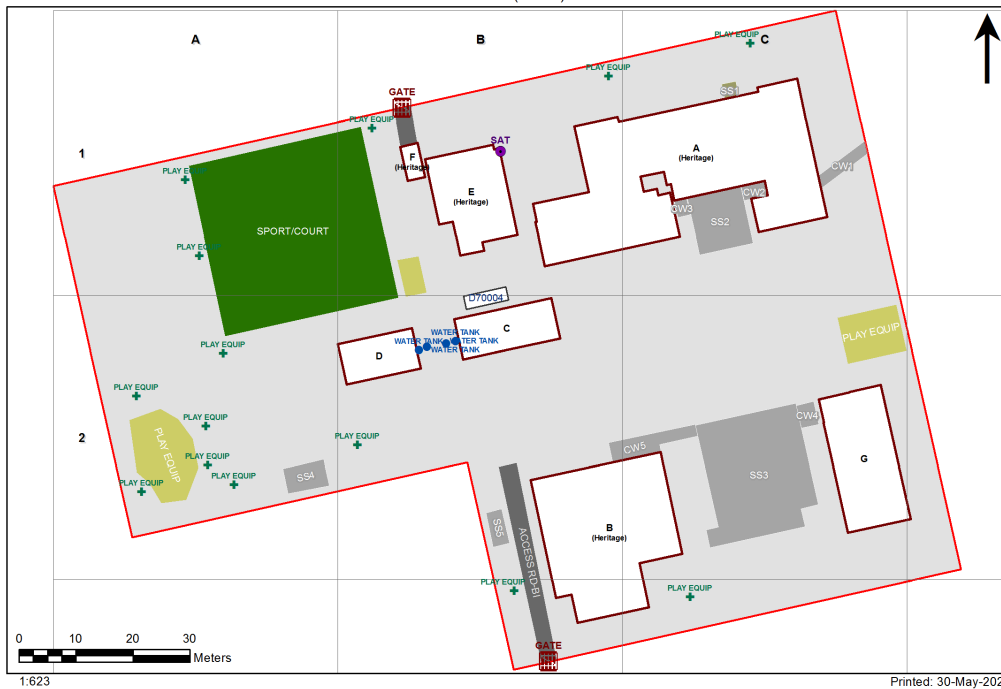 A
B
C
PLAY EQUIP
PLAY EQUIP
GATE
SS1
PLAY EQUIP
SAT
1
A
(Heritage)
F
(Heritage)
CW1
PLAY EQUIP
E
(Heritage)
CW2
CW3
SS2
SPORT/COURT
PLAY EQUIP
D70004
C
WATER TANK
WATER TANK
WATER TANK
WATER TANK
PLAY EQUIP
D
PLAY EQUIP
PLAY EQUIP
CW4
PLAY EQUIP
2
PLAY EQUIP
PLAY EQUIP
CW5
PLAY EQUIP
G
SS4
SS3
PLAY EQUIP
PLAY EQUIP
SS5
B
(Heritage)
ACCESS RD-BI
PLAY EQUIP
PLAY EQUIP
GATE
0 10 20 30
Meters
1:623
Printed: 30-May-202